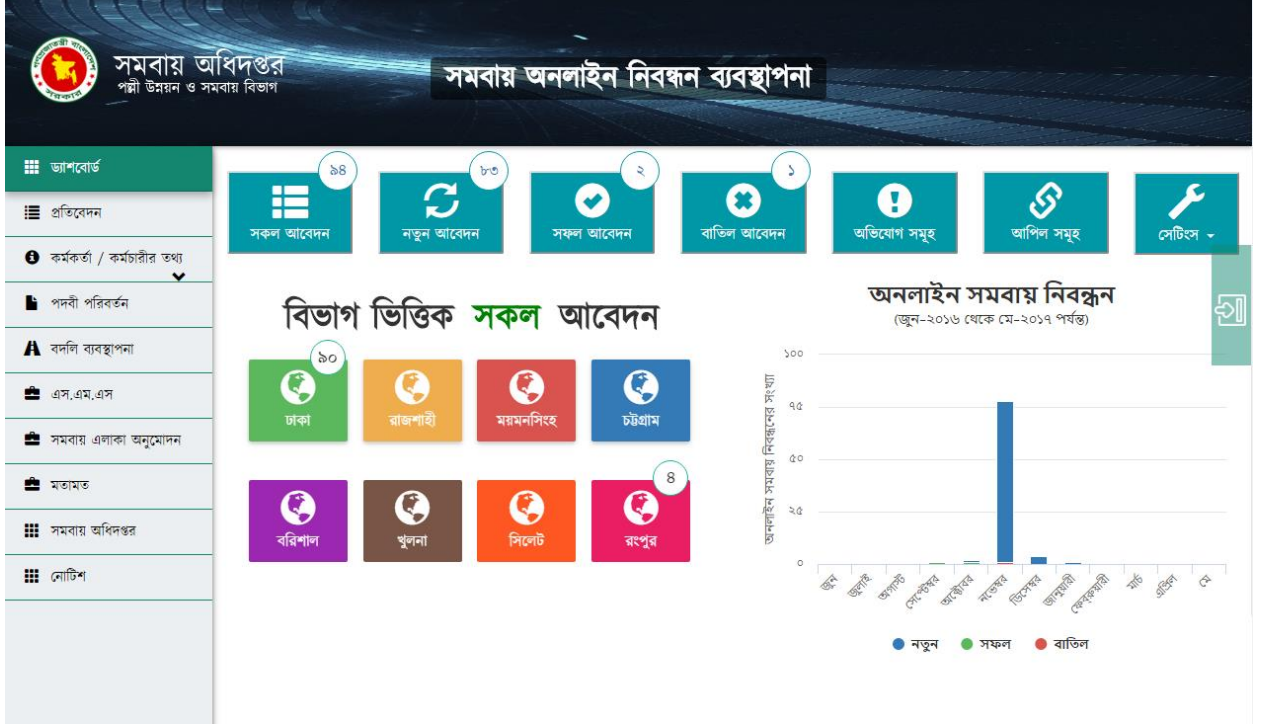 সমবায় অধিদপ্তর
পল্লী উন্নয়ন ও সমবায় বিভাগ
সমবায় অনলাইন নিবন্ধন ব্যবস্থাপনা
ড্যাশবোর্ড
প্রতিবেদন
কর্মকর্তা / কর্মচারীর তথ্য
পদবী পরিবর্তন
বদলি ব্যবস্থাপনা
এস.এম.এস
সমবায় এলাকা অনুমোদন
মতামত
সমবায় অধিদপ্তর
নোটিশ
৯৪
সকল আবেদন
৮৩
নতুন আবেদন
২
সফল আবেদন
১
বাতিল আবেদন
অভিযোগ সমূহ
আপিল সমূহ
সেটিংস
বিভাগ ভিত্তিক সকল আবেদন
৯০
ঢাকা
রাজশাহী
ময়মনসিংহ
চট্টগ্রাম
বরিশাল
খুলনা
সিলেট
৪
রংপুর
অনলাইন সমবায় নিবন্ধন
(জুন-২০১৬ থেকে মে-২০১৭ পর্যন্ত)
অনলাইন সমবায় নিবন্ধনের সংখ্যা
১০০
৭৫
৫০
২৫
০
জুন
জুলাই
অগাস্ট
সেপ্টেম্বর
অক্টোবর
নভেম্বর
ডিসেম্বর
জানুয়ারী
ফেব্রুয়ারী
মার্চ
এপ্রিল
মে
নতুন
সফল
বাতিল